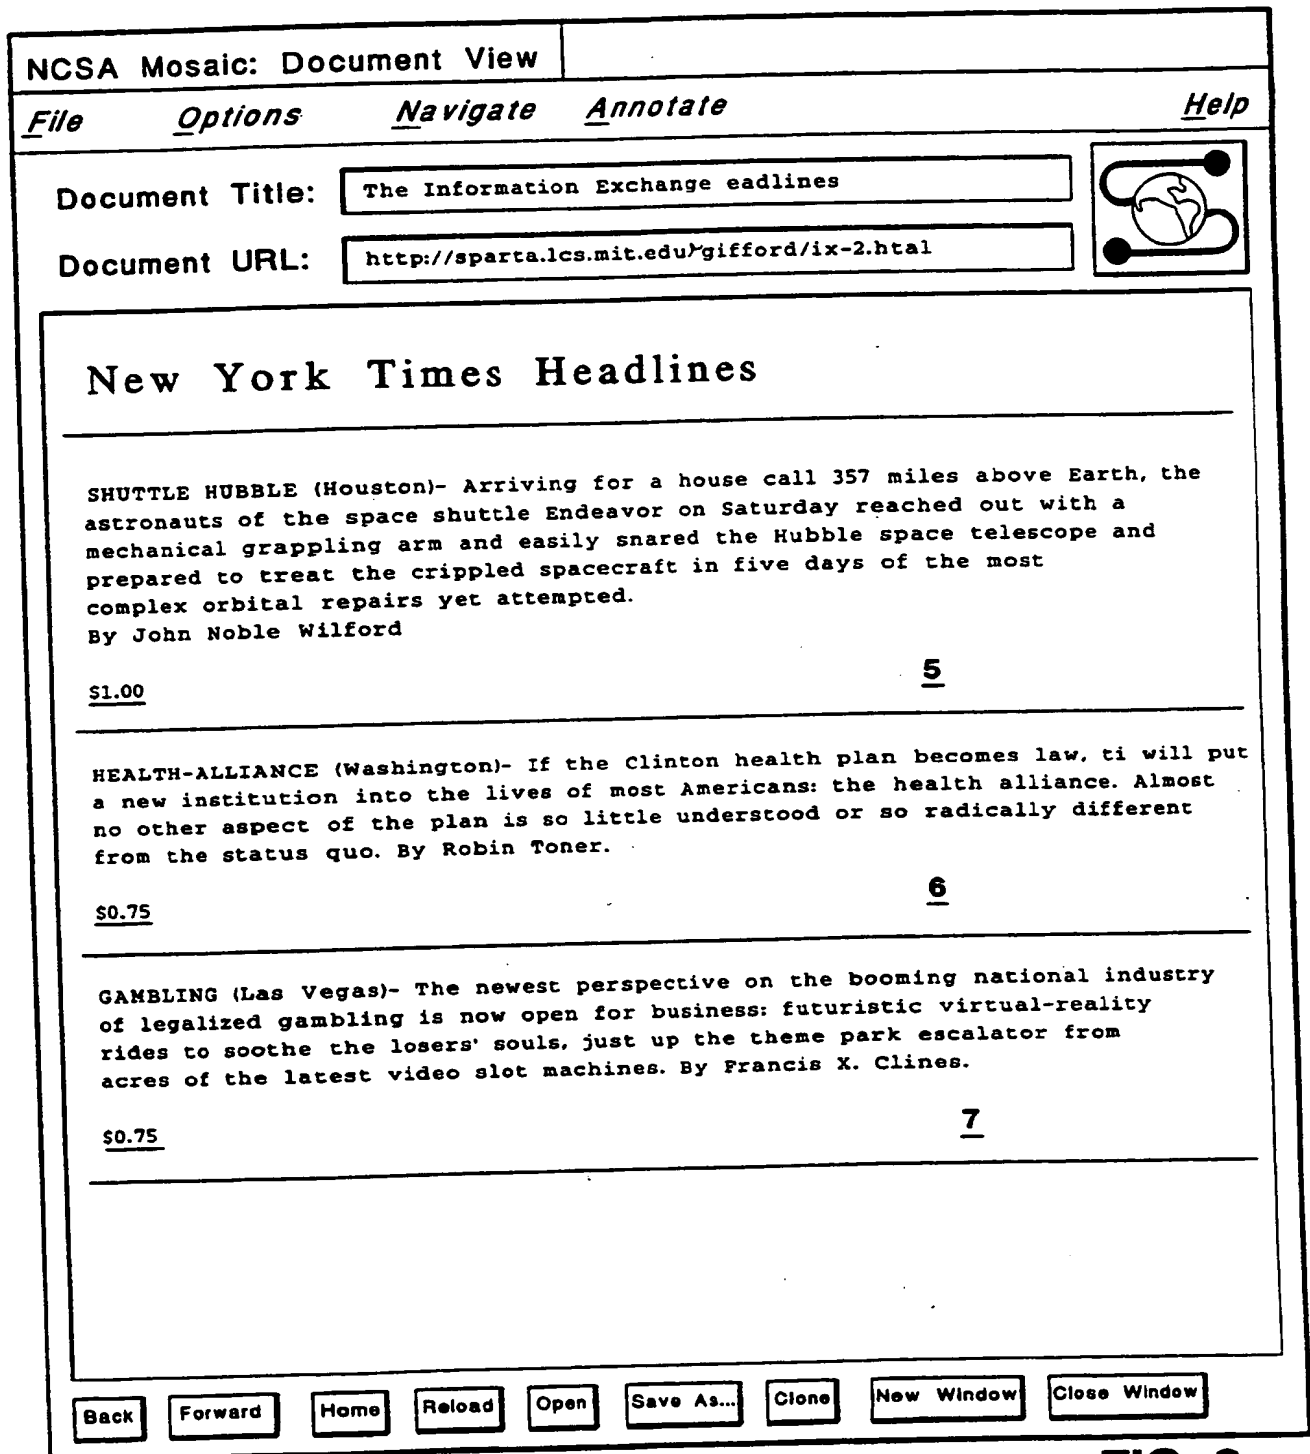 NCSA Mosaic: Document View
File Options Navigate Annotate Help
Document Title: The Information Exchange eadlines
Document URL: http://sparta.lcs.mit.edu/~gifford/ix-2.htal
New York Times Headlines
SHUTTLE HUBBLE (Houston)- Arriving for a house call 357 miles above Earth, the
astronauts of the space shuttle Endeavor on Saturday reached out with a
mechanical grappling arm and easily snared the Hubble space telescope and
prepared to treat the crippled spacecraft in five days of the most
complex orbital repairs yet attempted.
By John Noble Wilford
$1.00 5
HEALTH-ALLIANCE (Washington)- If the Clinton health plan becomes law, ti will put
a new institution into the lives of most Americans: the health alliance. Almost
no other aspect of the plan is so little understood or so radically different
from the status quo. By Robin Toner.
$0.75 6
GAMBLING (Las Vegas)- The newest perspective on the booming national industry
of legalized gambling is now open for business: futuristic virtual-reality
rides to soothe the losers' souls, just up the theme park escalator from
acres of the latest video slot machines. By Francis X. Clines.
$0.75 7
Back Forward Home Reload Open Save As... Clone New Window Close Window